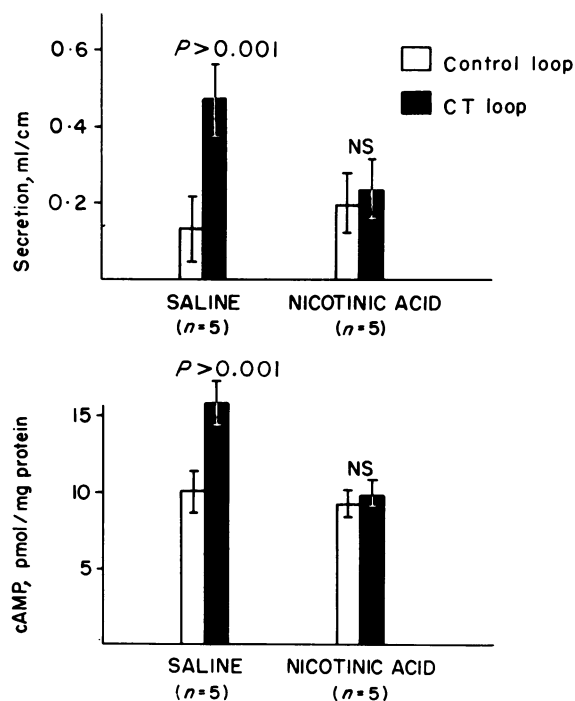 P>0.001
0·6
0·4
0·2
Secretion, ml/cm
Control loop
CT loop
NS
SALINE
(n=5)
NICOTINIC ACID
(n=5)
P>0.001
15
10
5
cAMP, pmol/mg protein
NS
SALINE
(n=5)
NICOTINIC ACID
(n=5)